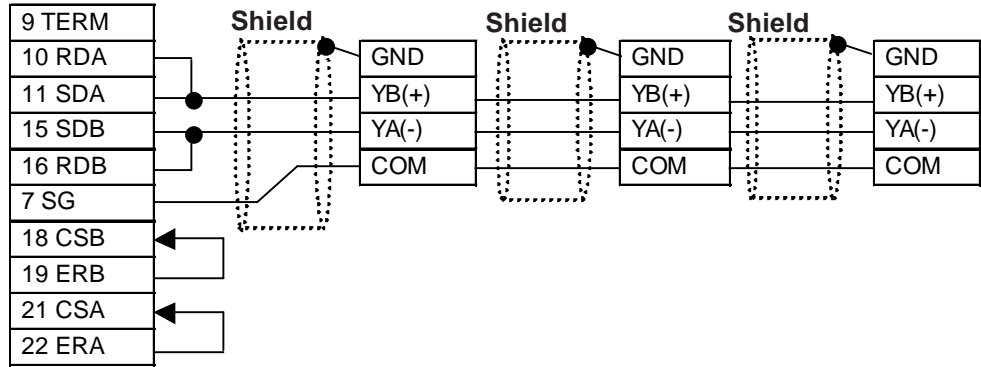 9 TERM
10 RDA
11 SDA
15 SDB
16 RDB
7 SG
18 CSB
19 ERB
21 CSA
22 ERA
Shield
GND
YB(+)
YA(-)
COM
Shield
GND
YB(+)
YA(-)
COM
Shield
GND
YB(+)
YA(-)
COM